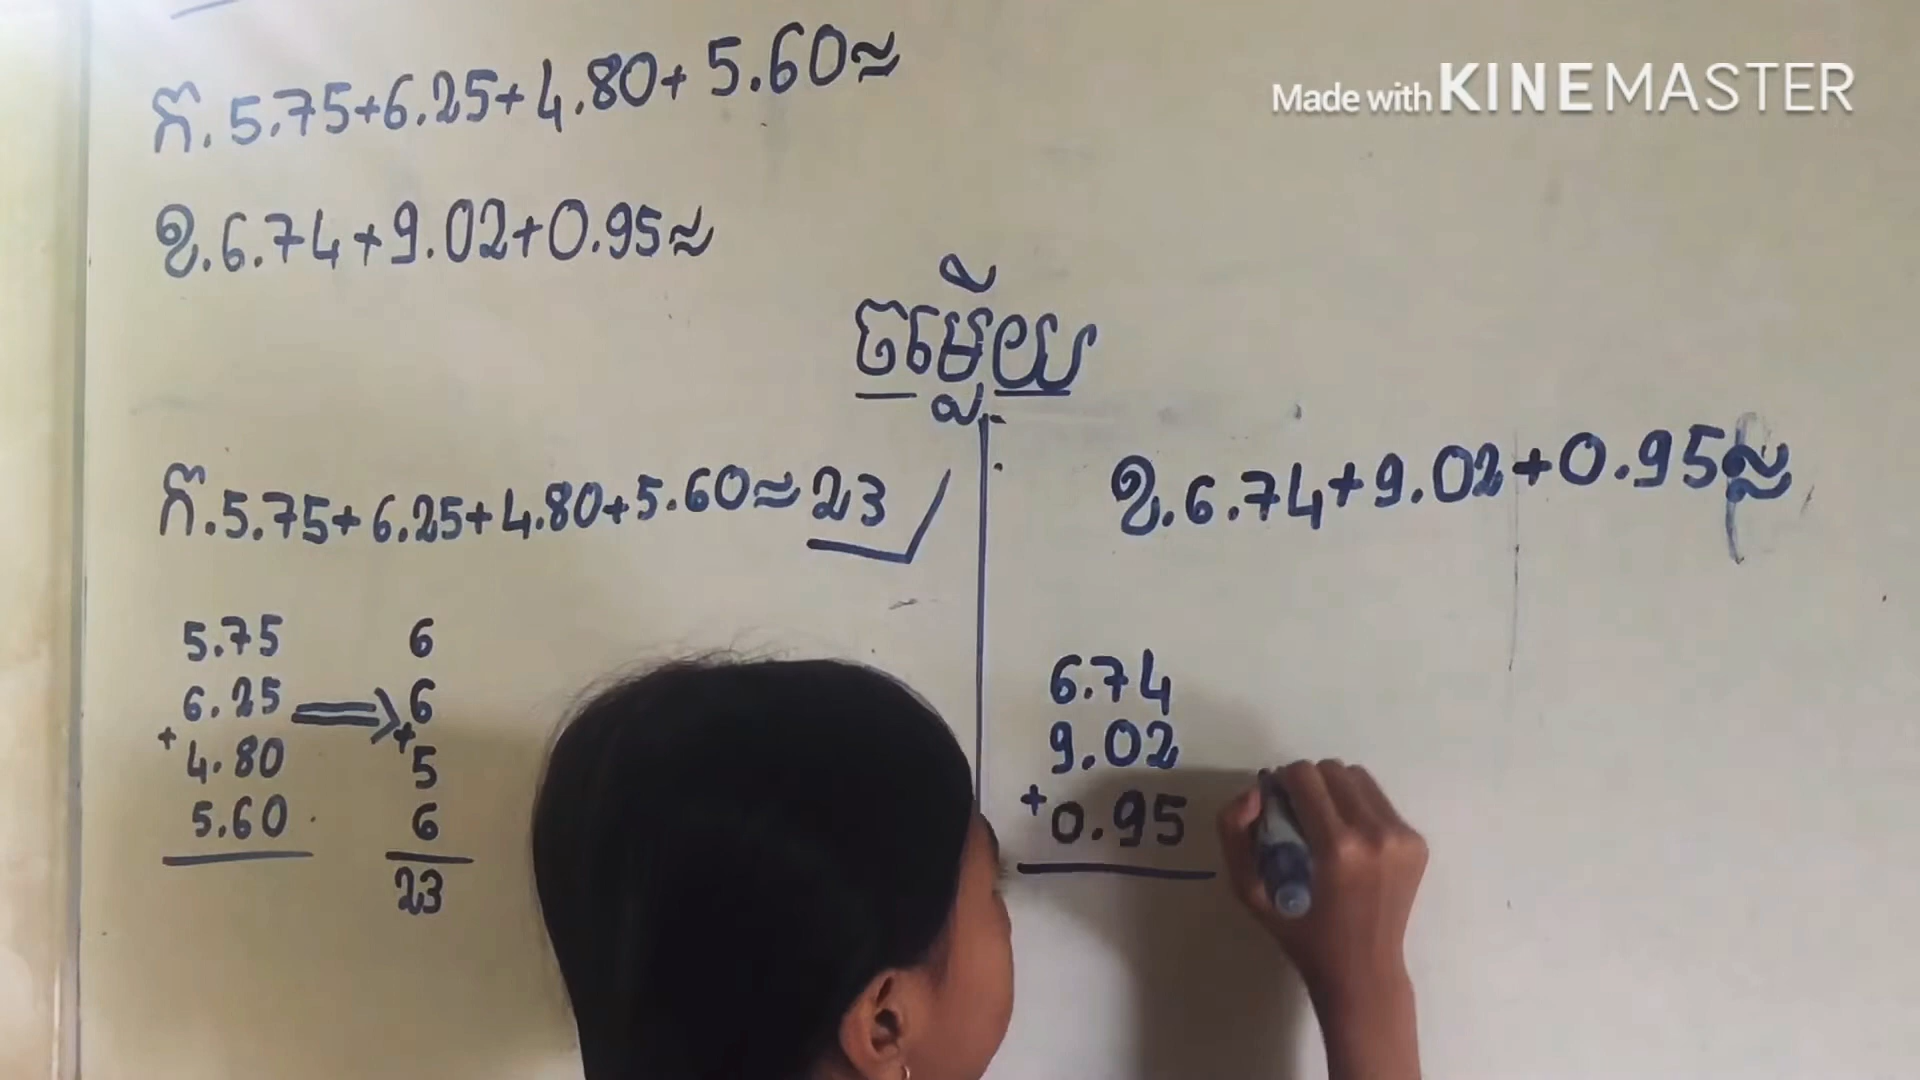 ក. 5.75+6.25+4.80+5.60≈
Made with KINEMASTER
ខ. 6.74+9.02+0.95≈
ចម្លើយ
ក. 5.75+6.25+4.80+5.60≈23
5.75 6
6.25 ⟹ 6
+ +
4.80 5
5.60 6
23
ខ. 6.74+9.02+0.95≈
6.74
9.02
+ 0.95